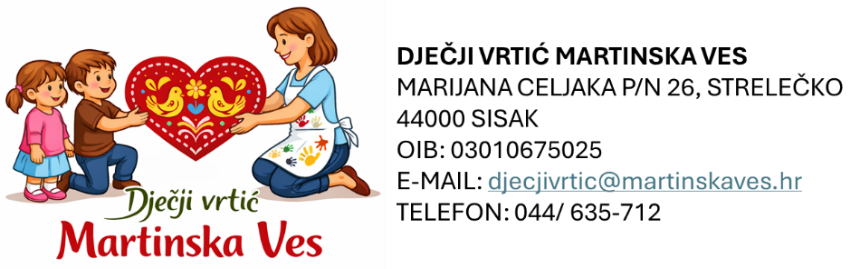 Dječji vrtić
Martinska Ves
DJEČJI VRTIĆ MARTINSKA VES
MARIJANA CELJAKA P/N 26, STRELEČKO
44000 SISAK
OIB: 03010675025
E-MAIL: djecjivrtic@martinskaves.hr
TELEFON: 044/ 635-712